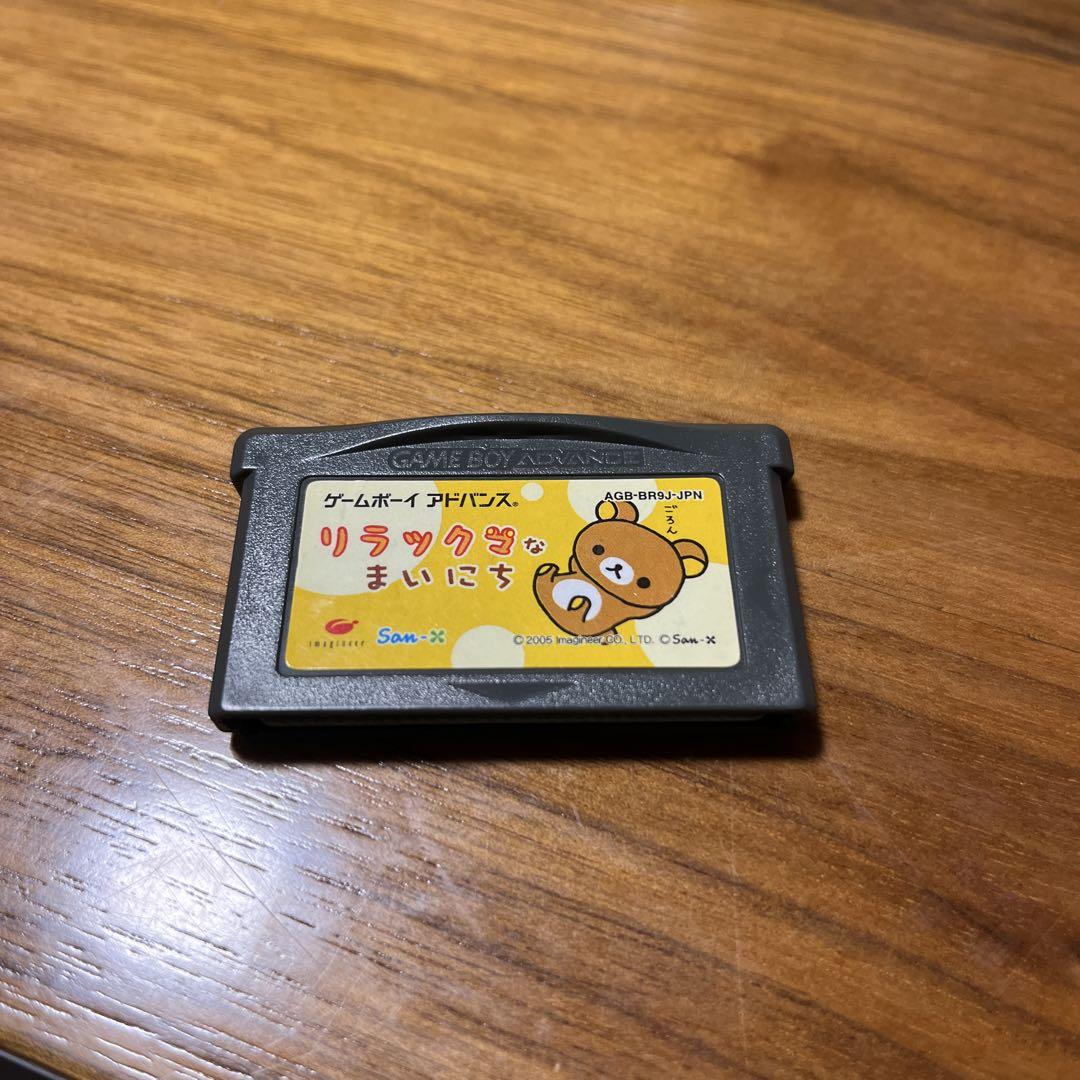 GAME BOY ADVANCE
ゲームボーイ アドバンス®
AGB-BR9J-JPN
ごろん
リラックマな
まいにち
imagineer
San-X
© 2005 Imagineer CO., LTD. © San-X